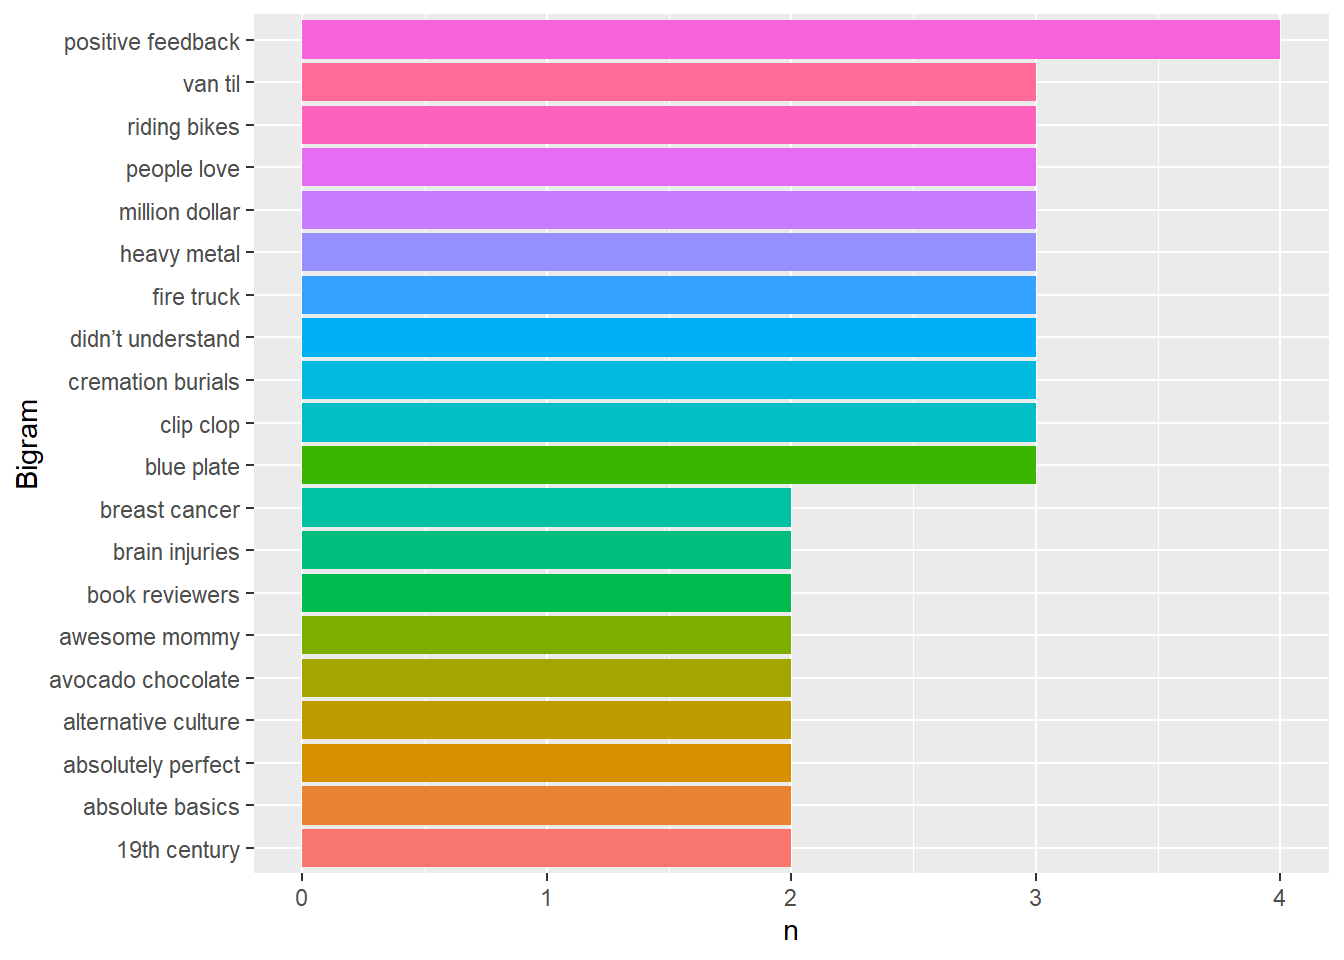 positive feedback
van til
riding bikes
people love
million dollar
heavy metal
fire truck
didn’t understand
cremation burials
clip clop
blue plate
breast cancer
brain injuries
book reviewers
awesome mommy
avocado chocolate
alternative culture
absolutely perfect
absolute basics
19th century
Bigram
0 1 2 3 4
n